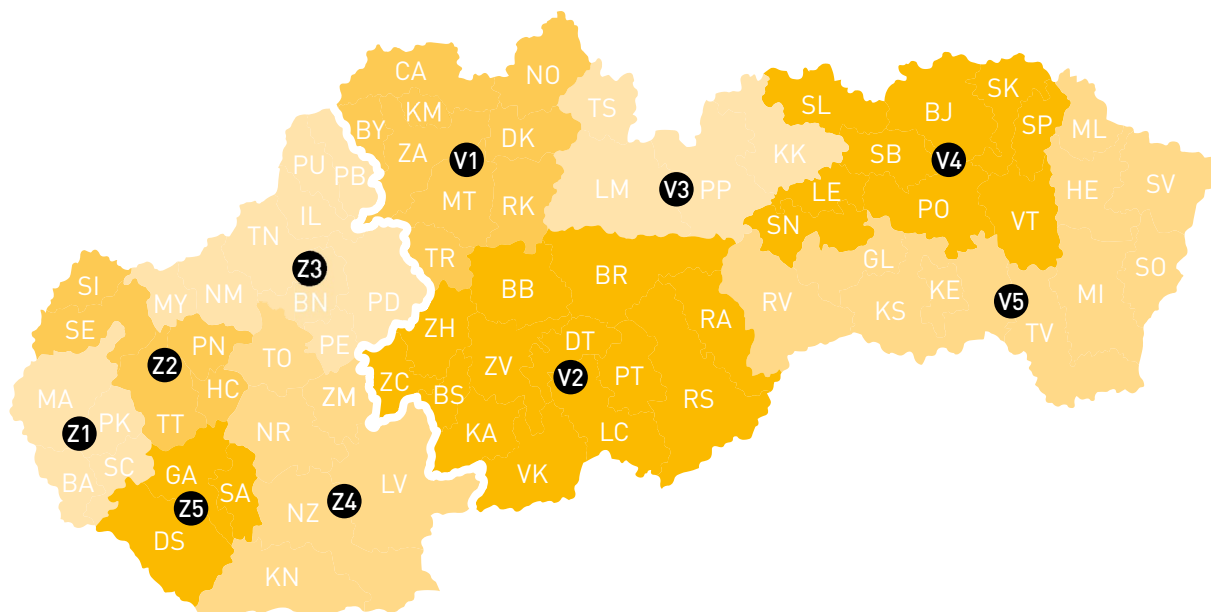 CA
NO
KM
BY
DK
ZA
V1
MT
RK
TR
TS
KK
LM
V3
PP
SL
SK
BJ
SP
SB
V4
LE
PO
SN
VT
ML
HE
SV
SO
MI
GL
KE
RV
KS
V5
TV
PU
PB
IL
TN
Z3
MY
NM
BN
PD
PE
SI
SE
Z2
PN
HC
TT
TO
ZM
NR
LV
NZ
Z4
KN
MA
PK
Z1
SC
BA
GA
SA
Z5
DS
BB
BR
ZH
RA
DT
ZV
ZC
V2
PT
BS
RS
KA
LC
VK